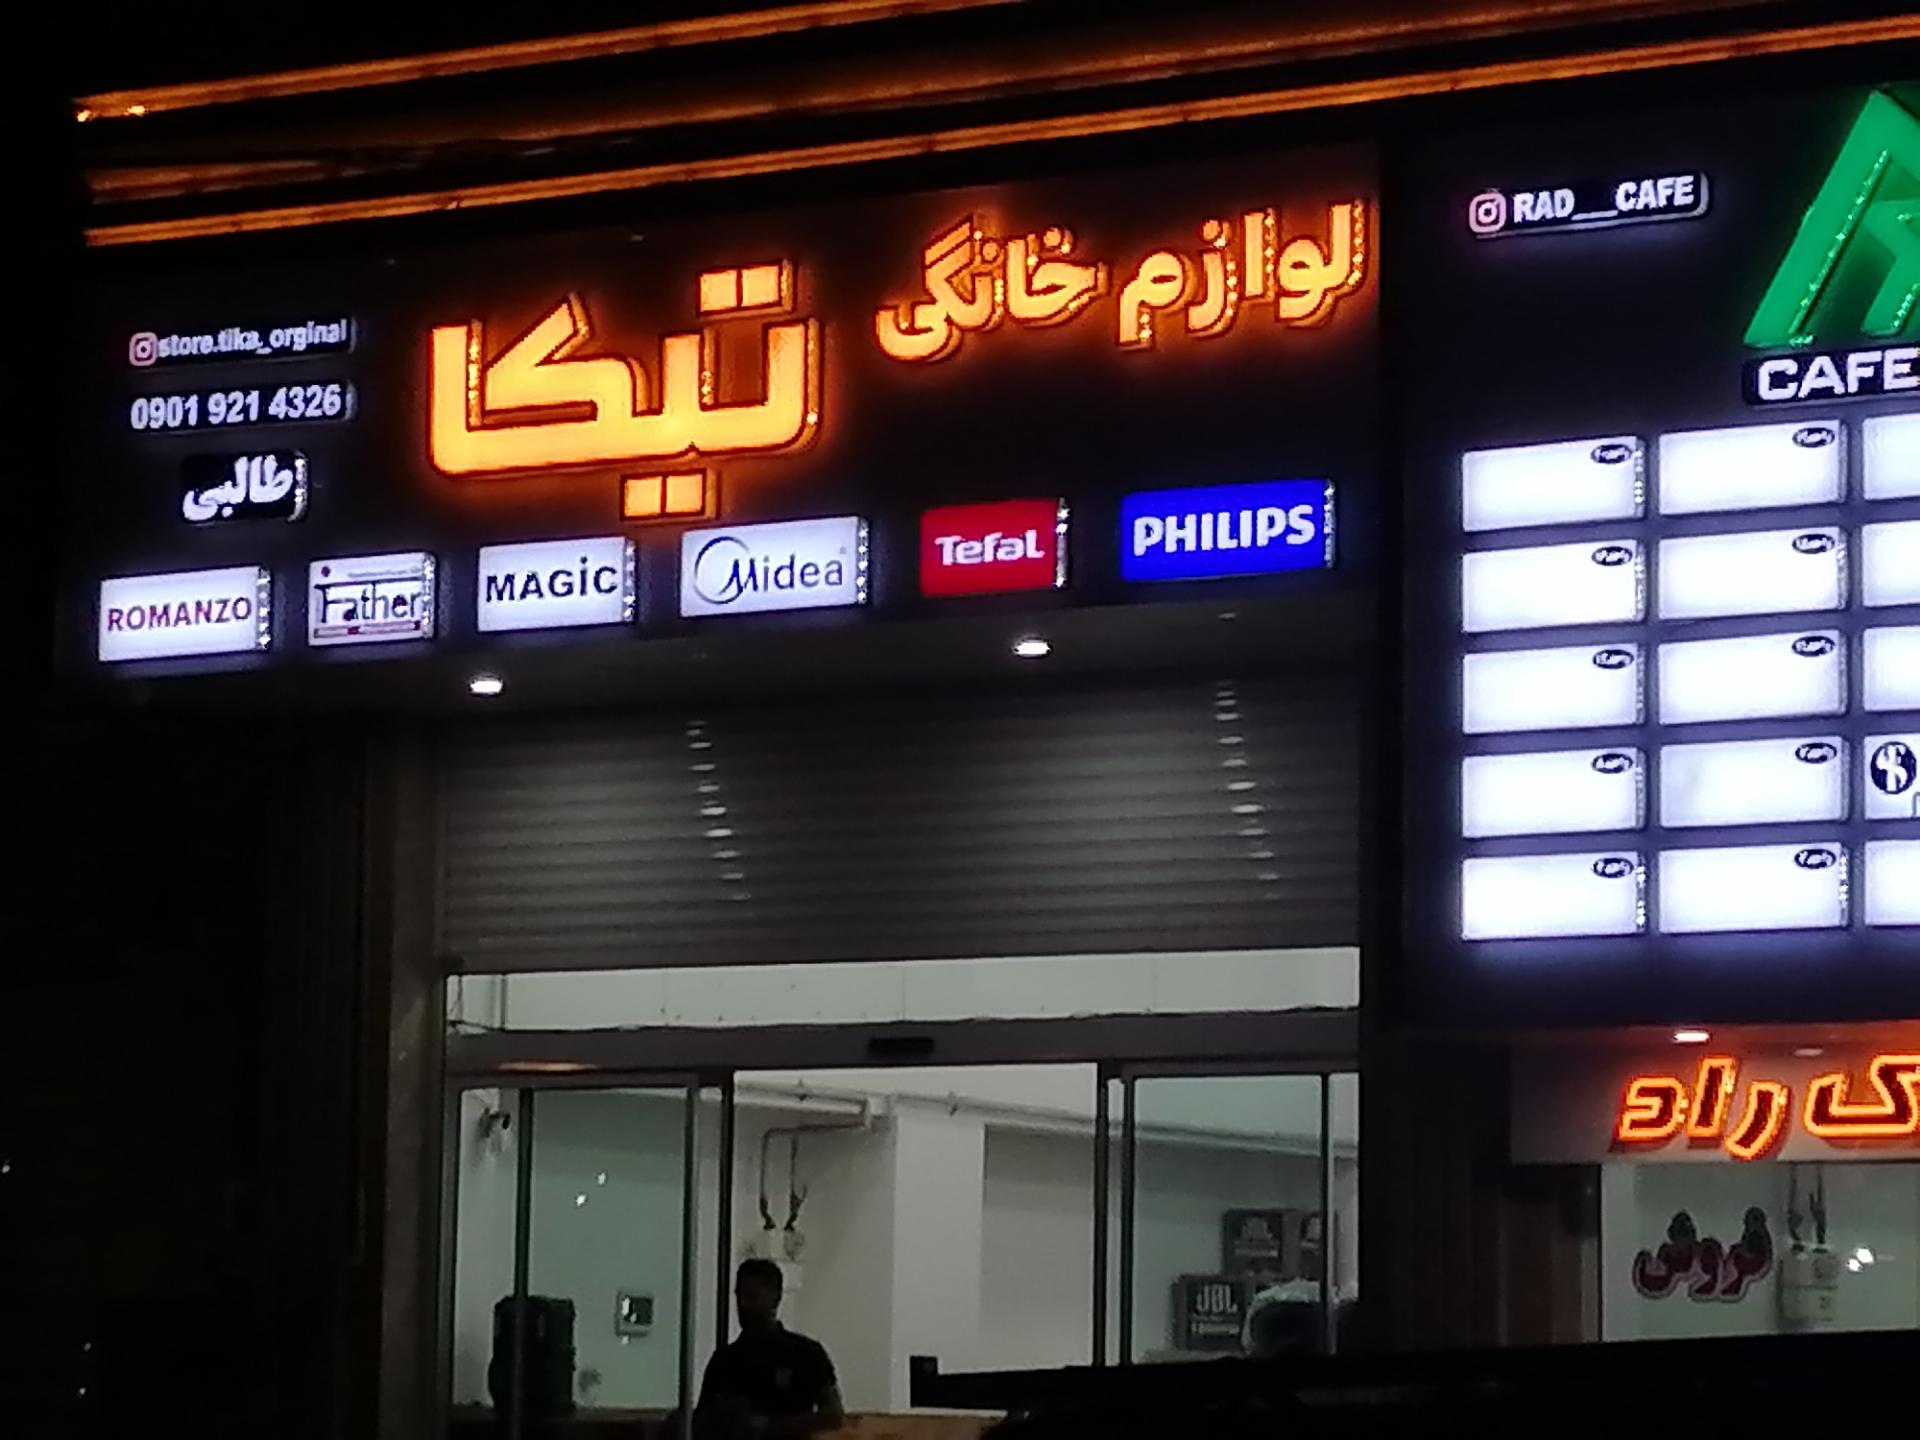 لوازم خانگی
تیکا
store.tika_orginal
0901 921 4326
طالبی
ROMANZO
Father
MAGiC
Midea
Tefal
PHILIPS
RAD__CAFE
CAFE
ک راد
فروش
JBL
JBL